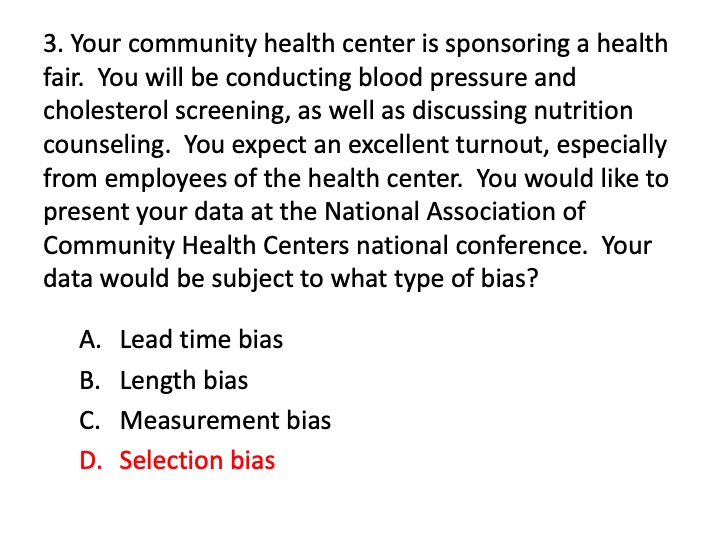 3. Your community health center is sponsoring a health
fair.  You will be conducting blood pressure and
cholesterol screening, as well as discussing nutrition
counseling.  You expect an excellent turnout, especially
from employees of the health center.  You would like to
present your data at the National Association of
Community Health Centers national conference.  Your
data would be subject to what type of bias?
A. Lead time bias
B. Length bias
C. Measurement bias
D. Selection bias